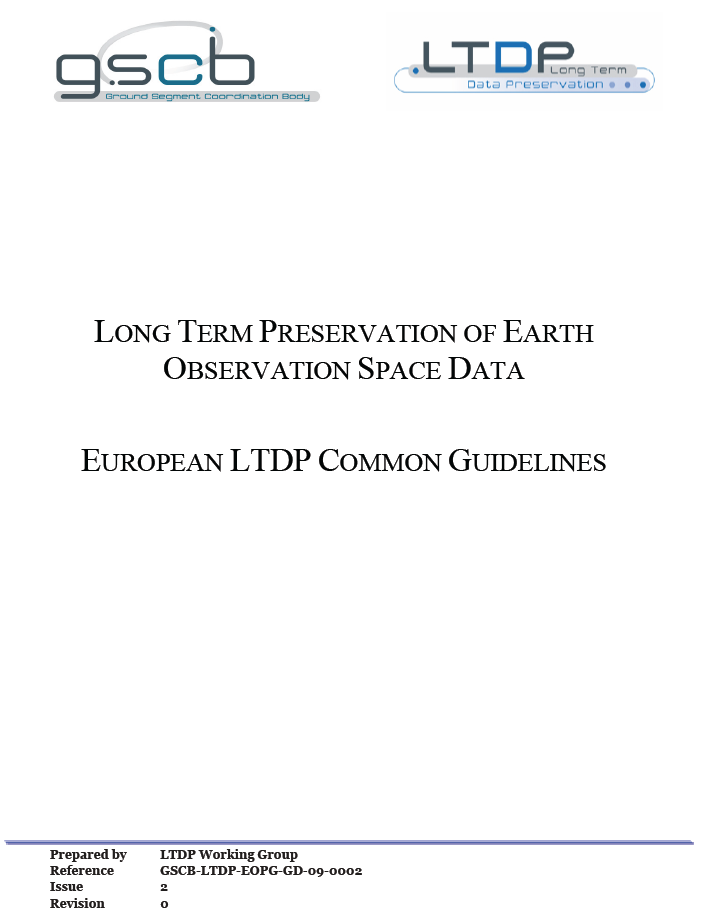 gscb
Ground Segment Coordination Body
LTDP
Long Term
Data Preservation
LONG TERM PRESERVATION OF EARTH
OBSERVATION SPACE DATA
EUROPEAN LTDP COMMON GUIDELINES
Prepared by LTDP Working Group
Reference GSCB-LTDP-EOPG-GD-09-0002
Issue 2
Revision 0